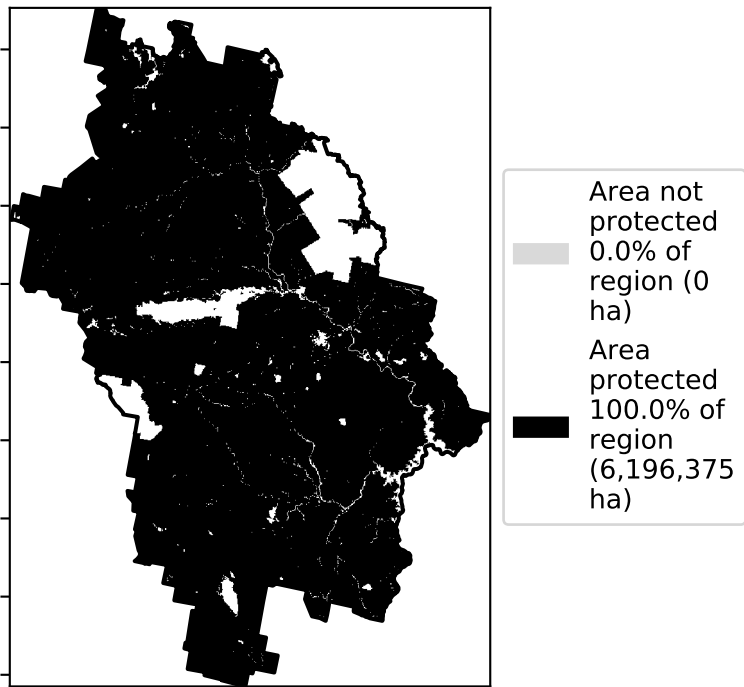 Area not
protected
0.0% of
region (0
ha)
Area
protected
100.0% of
region
(6,196,375
ha)